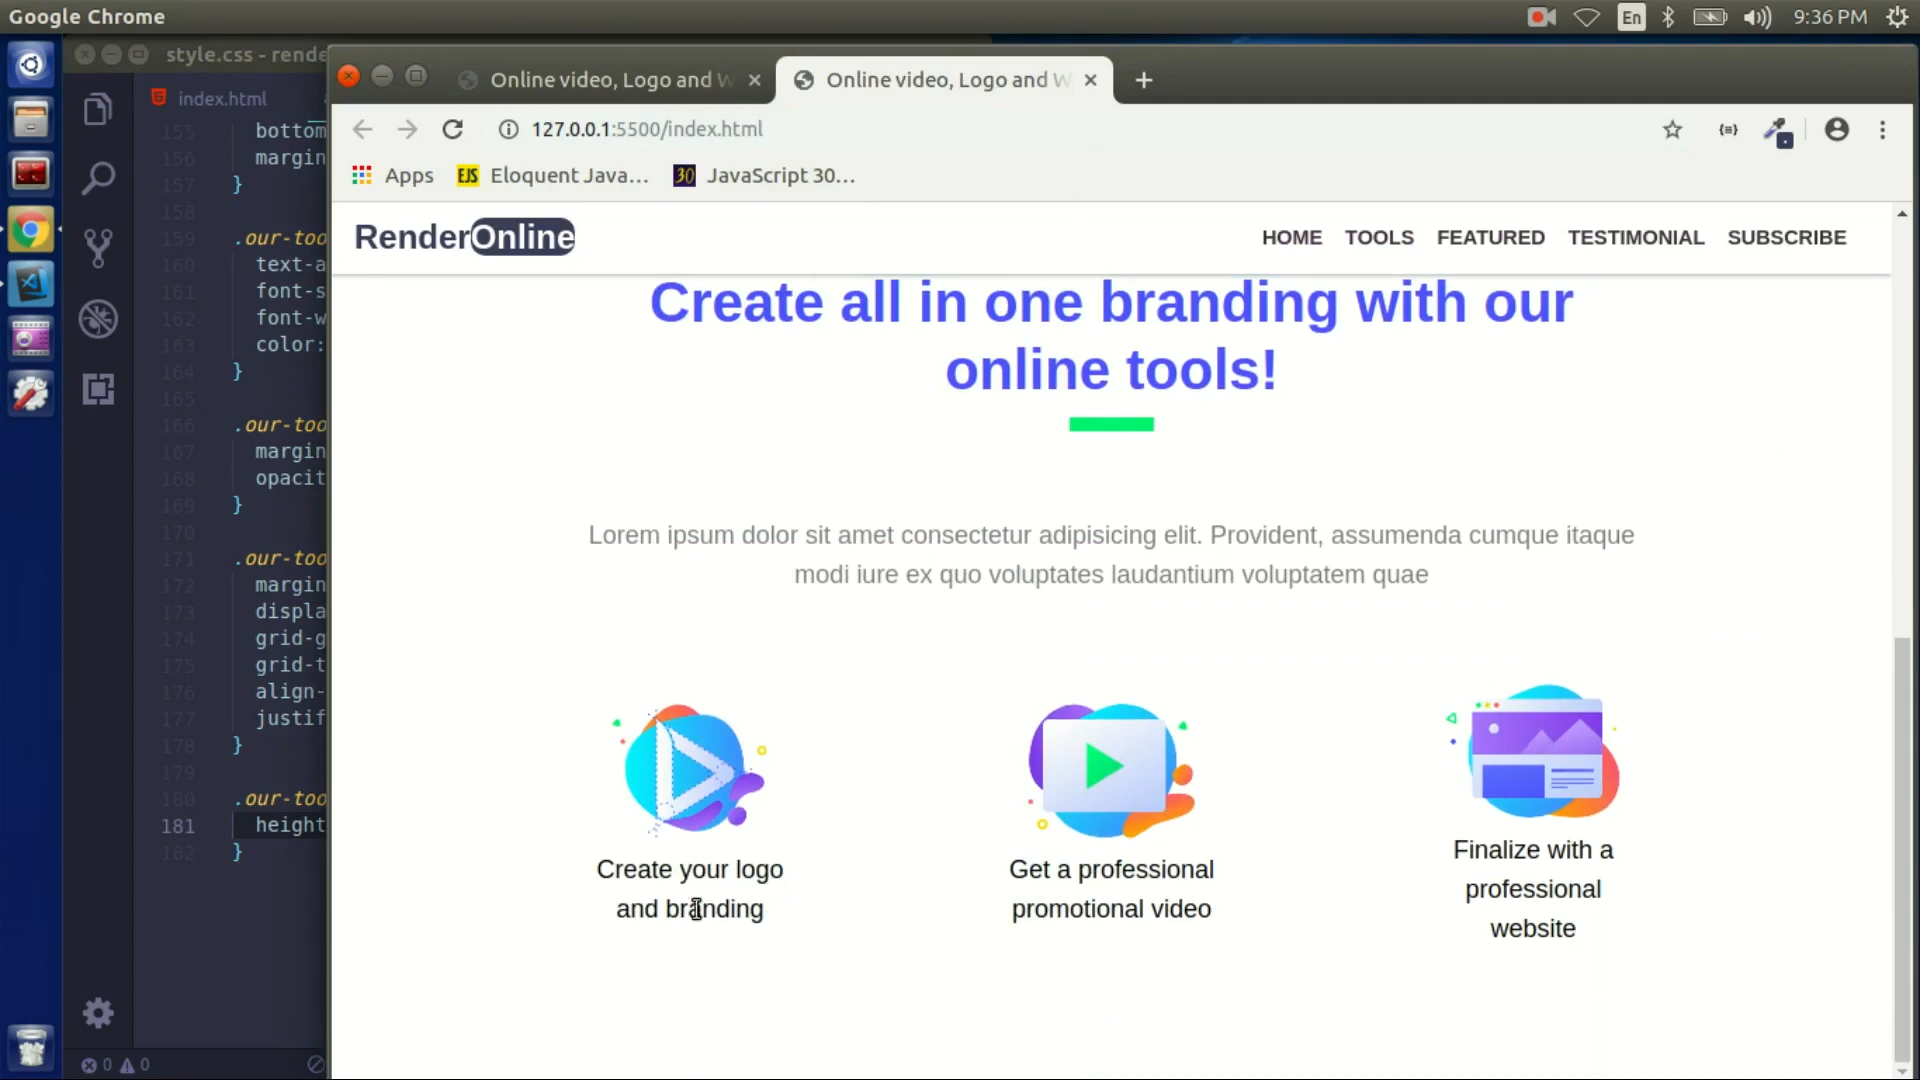 Google Chrome
En
9:36 PM
style.css - rende
Online video, Logo and W
Online video, Logo and W
index.html
127.0.0.1:5500/index.html
Apps
EJS Eloquent Java...
30 JavaScript 30...
155 bottom
156 margin
157 }
158
159 .our-too
160 text-a
161 font-s
162 font-w
163 color:
164 }
165
166 .our-too
167 margin
168 opacit
169 }
170
171 .our-too
172 margin
173 displa
174 grid-g
175 grid-t
176 align-
177 justif
178 }
179
180 .our-too
181 height
182 }
0 0
RenderOnline
HOME TOOLS FEATURED TESTIMONIAL SUBSCRIBE
Create all in one branding with our
online tools!
Lorem ipsum dolor sit amet consectetur adipisicing elit. Provident, assumenda cumque itaque
modi iure ex quo voluptates laudantium voluptatem quae
Create your logo
and branding
Get a professional
promotional video
Finalize with a
professional
website